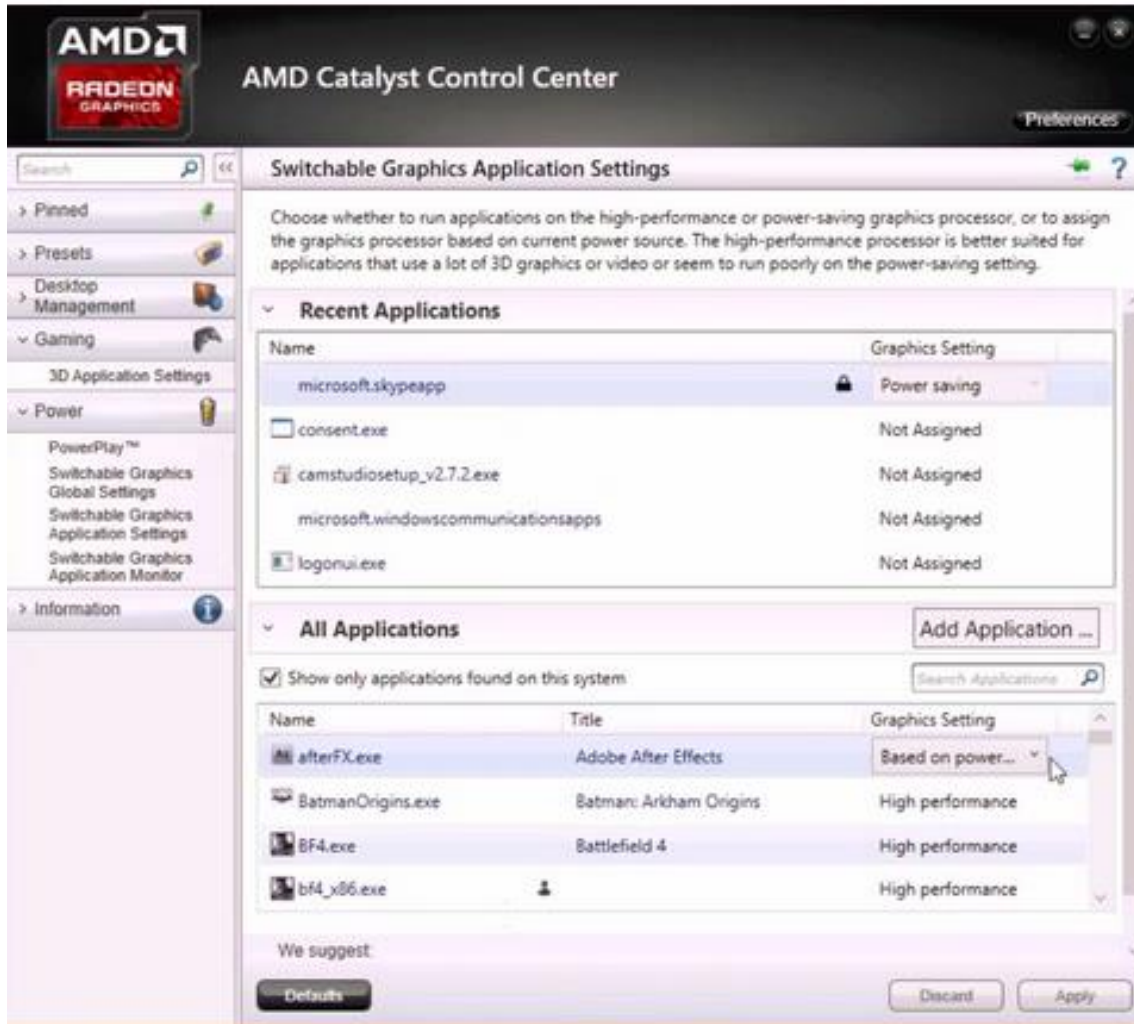 AMD
RADEON
GRAPHICS
AMD Catalyst Control Center
Preferences
Search
Pinned
Presets
Desktop
Management
Gaming
3D Application Settings
Power
PowerPlay™
Switchable Graphics
Global Settings
Switchable Graphics
Application Settings
Switchable Graphics
Application Monitor
Information
Switchable Graphics Application Settings
?
Choose whether to run applications on the high-performance or power-saving graphics processor, or to assign
the graphics processor based on current power source. The high-performance processor is better suited for
applications that use a lot of 3D graphics or video or seem to run poorly on the power-saving setting.
Recent Applications
Name Graphics Setting
microsoft.skypeapp Power saving
consent.exe Not Assigned
camstudiosetup_v2.7.2.exe Not Assigned
microsoft.windowscommunicationsapps Not Assigned
logonui.exe Not Assigned
All Applications Add Application ...
Show only applications found on this system Search Applications
Name Title Graphics Setting
afterFX.exe Adobe After Effects Based on power...
BatmanOrigins.exe Batman: Arkham Origins High performance
BF4.exe Battlefield 4 High performance
bf4_x86.exe High performance
We suggest
Defaults Discard Apply